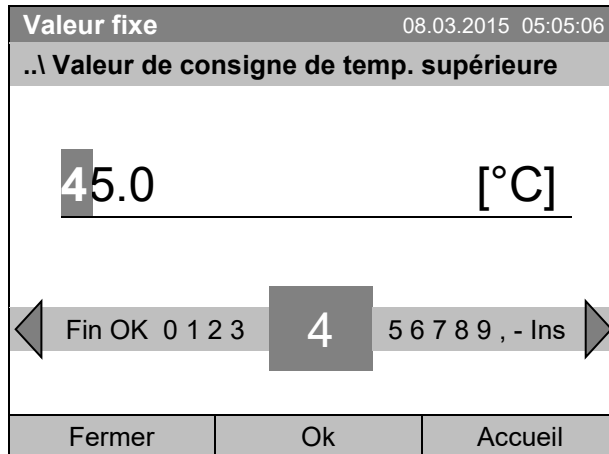 Valeur fixe 08.03.2015 05:05:06
..\ Valeur de consigne de temp. supérieure
45.0 [°C]
Fin OK 0 1 2 3 4 5 6 7 8 9 , - Ins
Fermer Ok Accueil